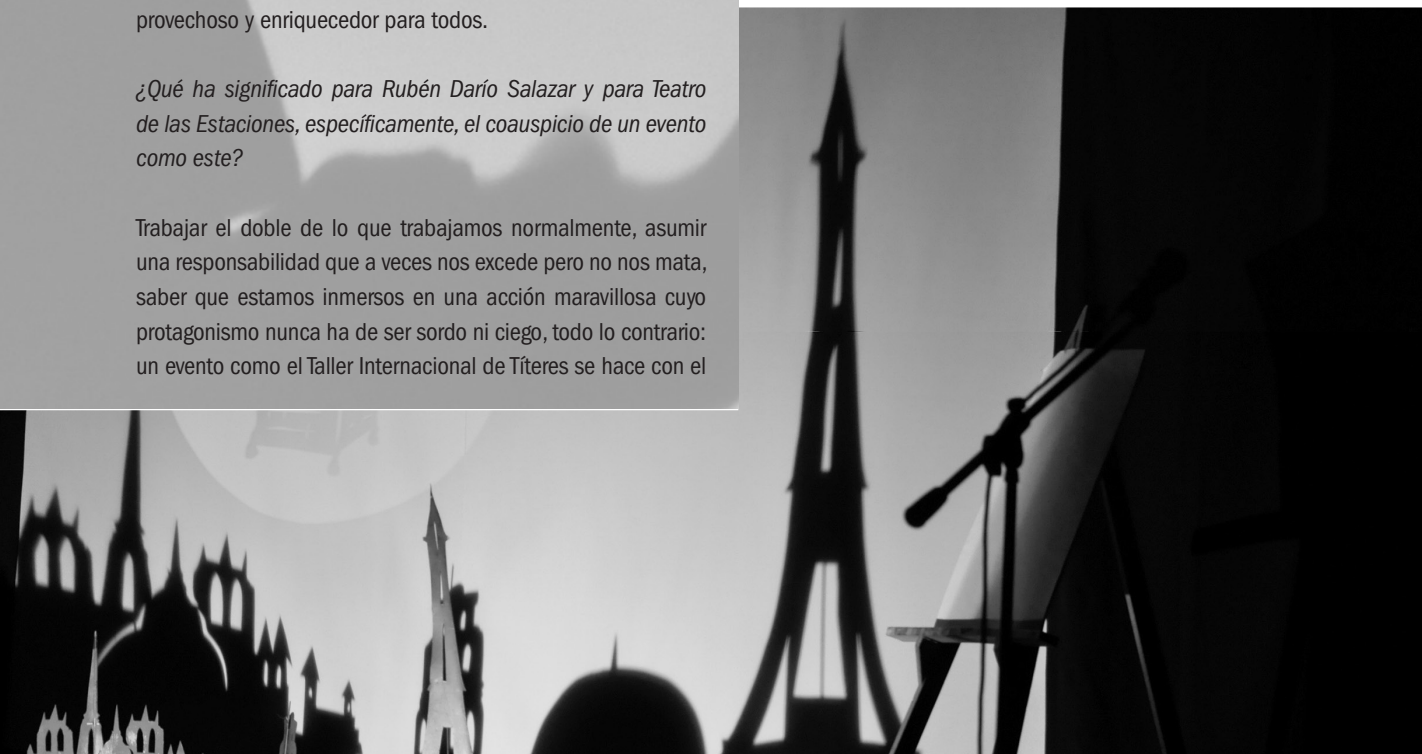 provechoso y enriquecedor para todos.
¿Qué ha significado para Rubén Darío Salazar y para Teatro
de las Estaciones, específicamente, el coauspicio de un evento
como este?
Trabajar el doble de lo que trabajamos normalmente, asumir
una responsabilidad que a veces nos excede pero no nos mata,
saber que estamos inmersos en una acción maravillosa cuyo
protagonismo nunca ha de ser sordo ni ciego, todo lo contrario:
un evento como el Taller Internacional de Títeres se hace con el